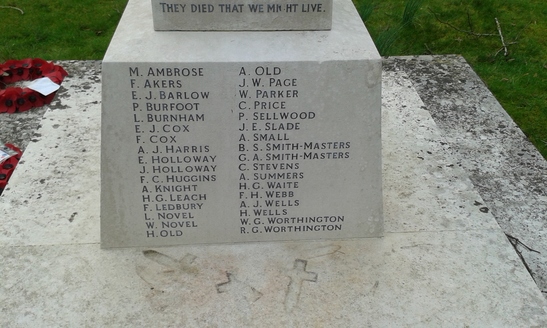 THEY DIED THAT WE MIGHT LIVE.
M. AMBROSE
F. AKERS
E. J. BARLOW
P. BURFOOT
L. BURNHAM
E. J. COX
F. COX
A. J. HARRIS
E. HOLLOWAY
J. HOLLOWAY
F. C. HUGGINS
A. KNIGHT
H. G. LEACH
F. LEDBURY
L. NOVEL
W. NOVEL
H. OLD
A. OLD
J. W. PAGE
W. PARKER
C. PRICE
P. SELLWOOD
J. E. SLADE
A. SMALL
B. S. SMITH-MASTERS
G. A. SMITH-MASTERS
C. STEVENS
A. SUMMERS
H. G. WAITE
F. H. WEBB
A. J. WELLS
H. WELLS
W. G. WORTHINGTON
R. G. WORTHINGTON